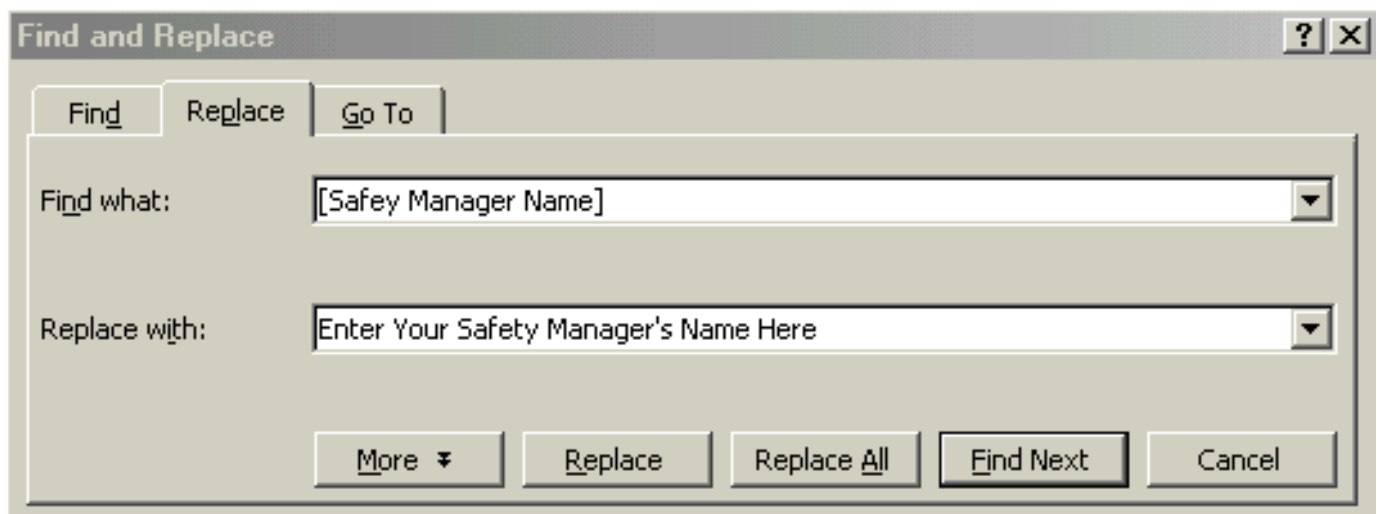 Find and Replace
Find Replace Go To
Find what: [Safey Manager Name]
Replace with: Enter Your Safety Manager's Name Here
More Replace Replace All Find Next Cancel